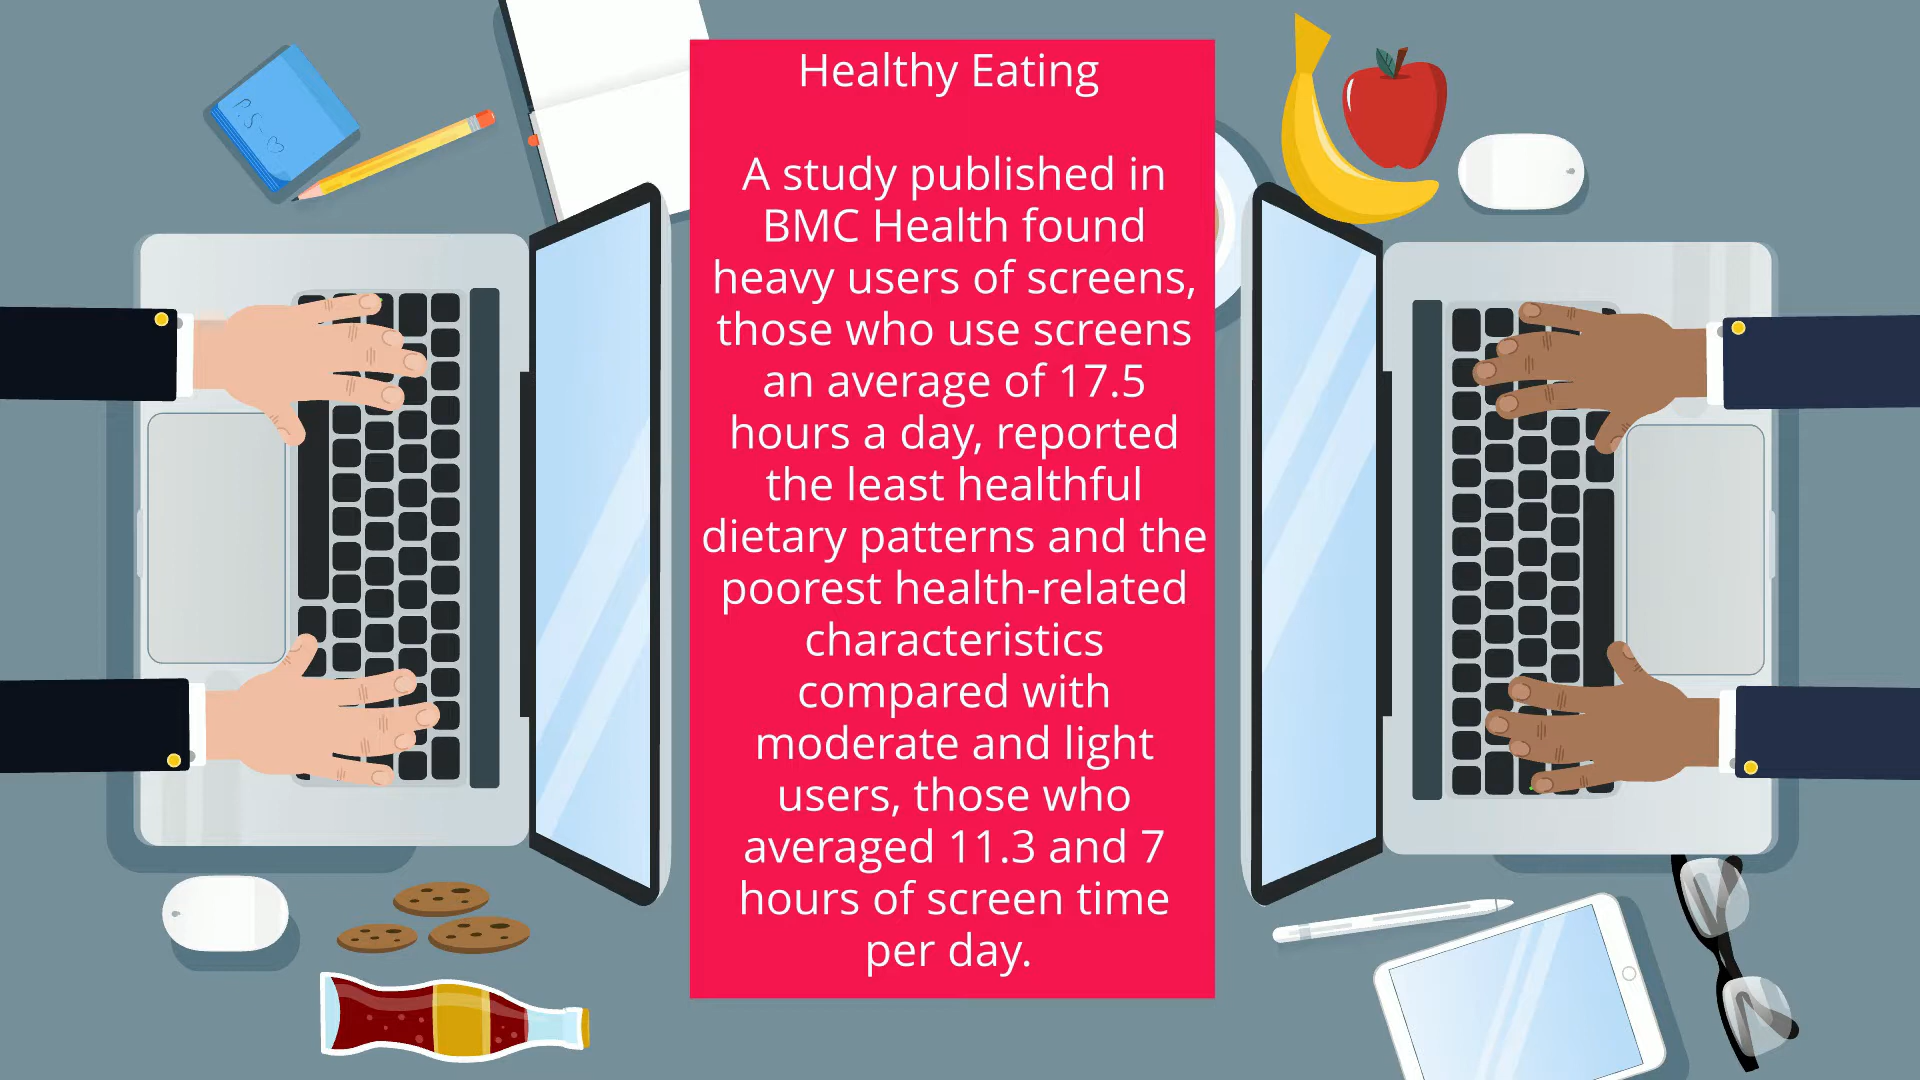 Healthy Eating
A study published in
BMC Health found
heavy users of screens,
those who use screens
an average of 17.5
hours a day, reported
the least healthful
dietary patterns and the
poorest health-related
characteristics
compared with
moderate and light
users, those who
averaged 11.3 and 7
hours of screen time
per day.
P.S-♡